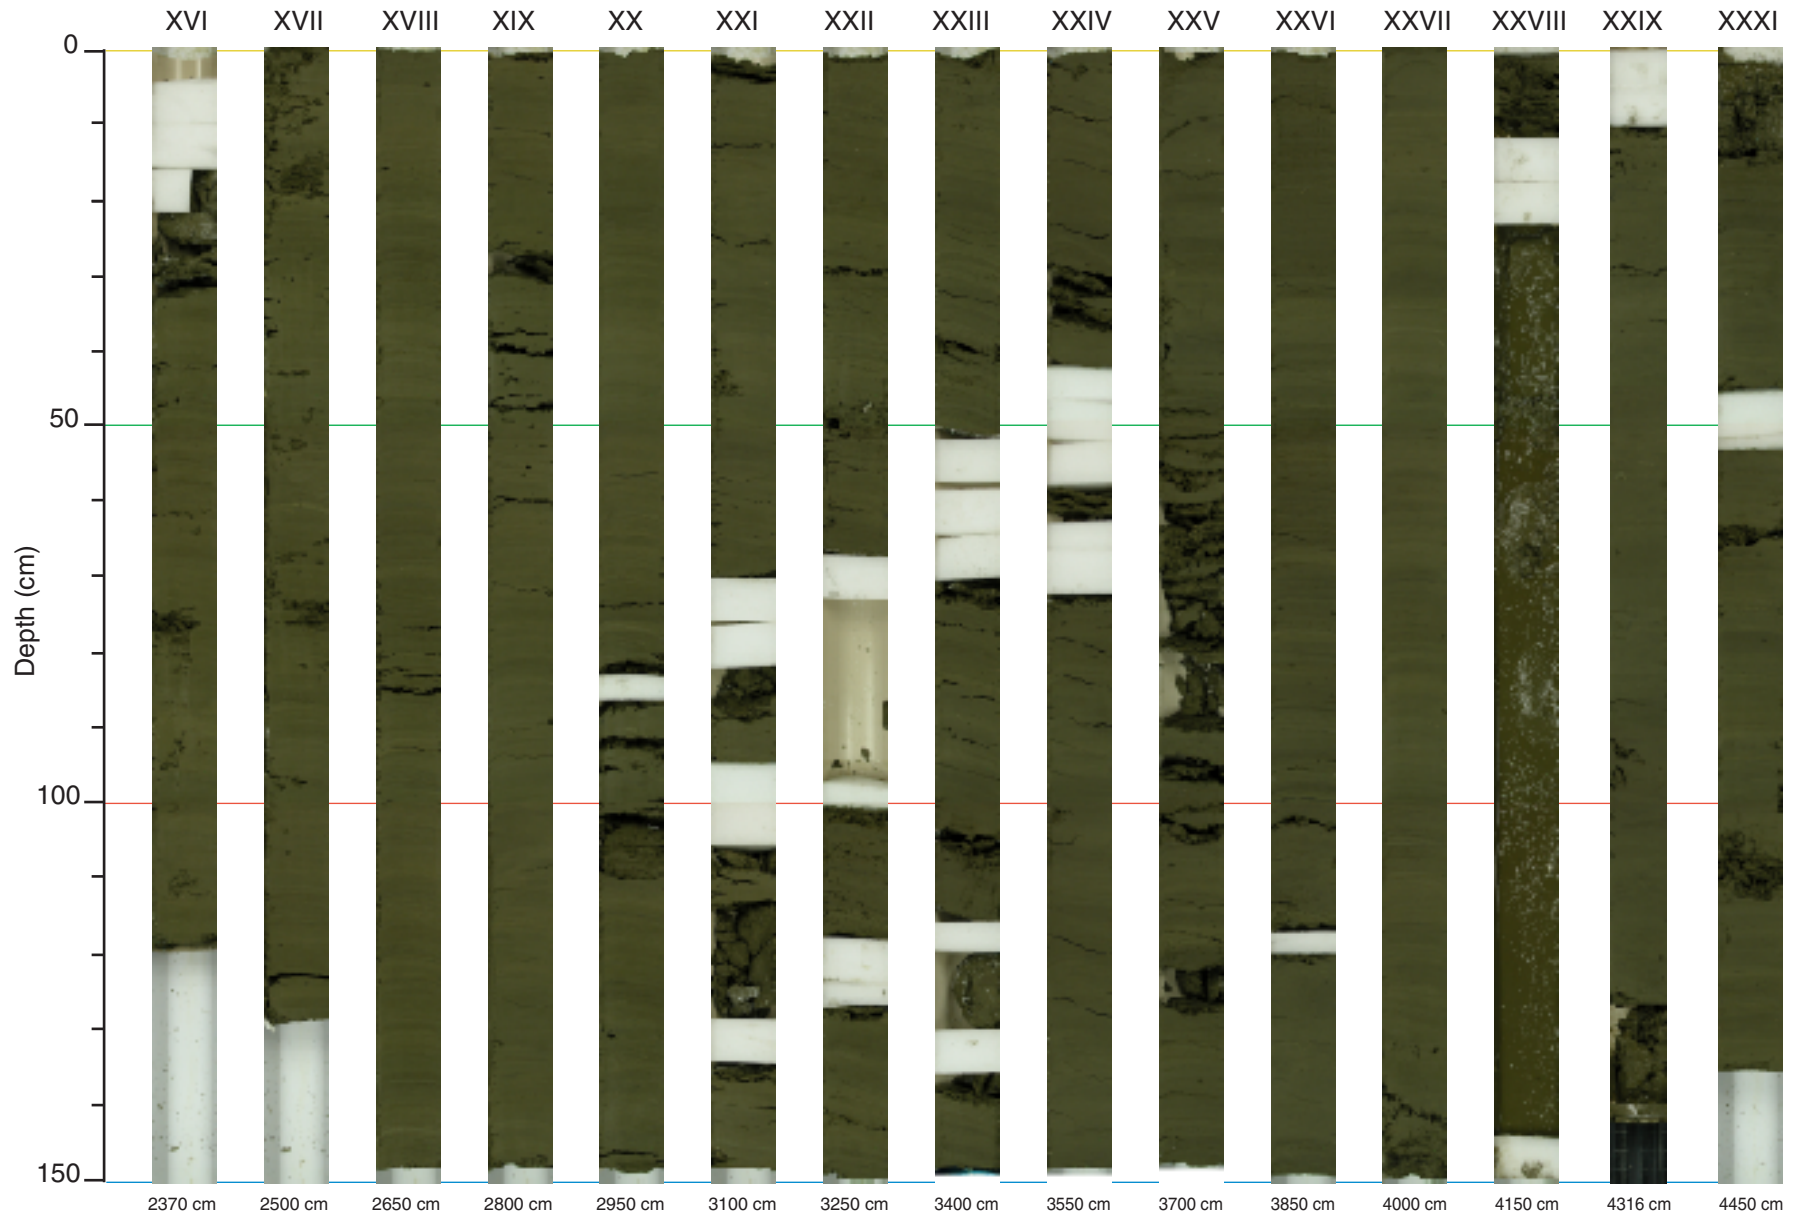 XVI XVII XVIII XIX XX XXI XXII XXIII XXIV XXV XXVI XXVII XXVIII XXIX XXXI
0
50
100
150
Depth (cm)
2370 cm 2500 cm 2650 cm 2800 cm 2950 cm 3100 cm 3250 cm 3400 cm 3550 cm 3700 cm 3850 cm 4000 cm 4150 cm 4316 cm 4450 cm